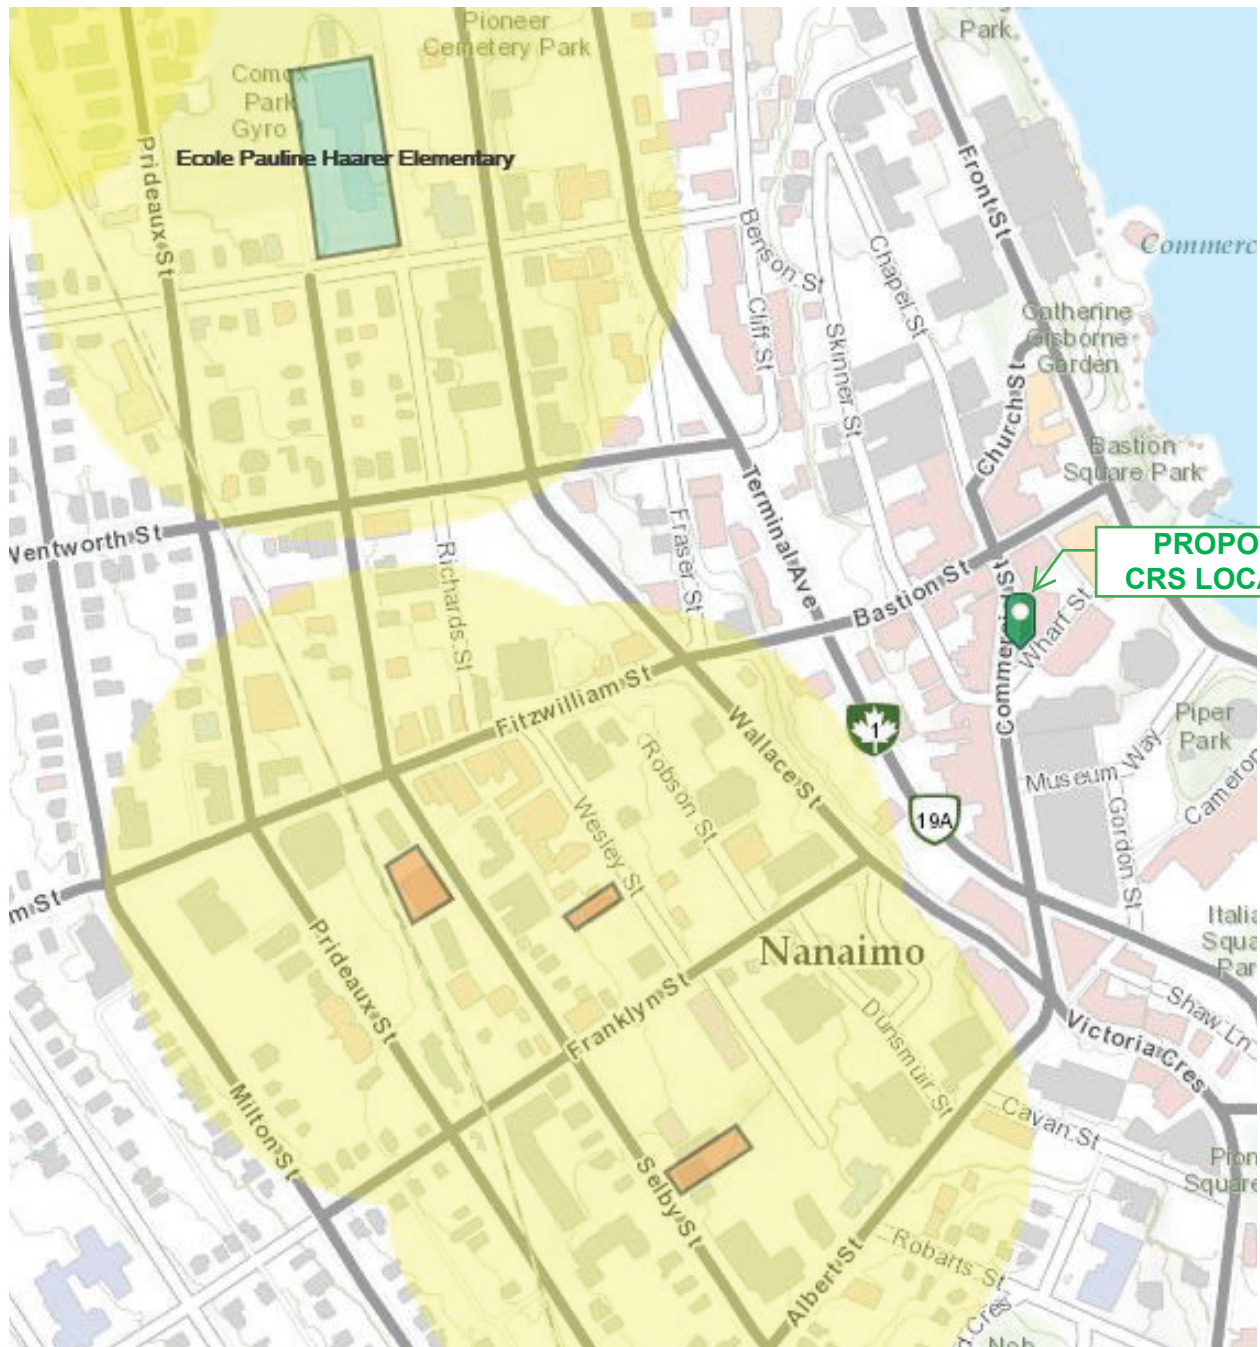 Pioneer
Cemetery Park
Park
Comox
Park
Gyro
Ecole Pauline Haarer Elementary
Prideaux St
Front St
Benson St
Chapel St
Commerc
Cliff St
Skinner St
Catherine
Gisborne
Garden
Church St
Bastion
Square Park
Terminal Ave
Wentworth St
Fraser St
Richards St
Bastion St
PROPO
CRS LOCA
Wharf St
Commercial St
Fitzwilliam St
Wallace St
Robson St
1
Piper
Park
Museum Way
Cameron
Gordon St
19A
Wesley St
m St
Italia
Squa
Par
Nanaimo
Prideaux St
Franklyn St
Dunsmuir St
Shaw Ln
Victoria Cres
Milton St
Cavan St
Pion
Square
Selby St
Robarts St
Albert St
d Cres
Nob